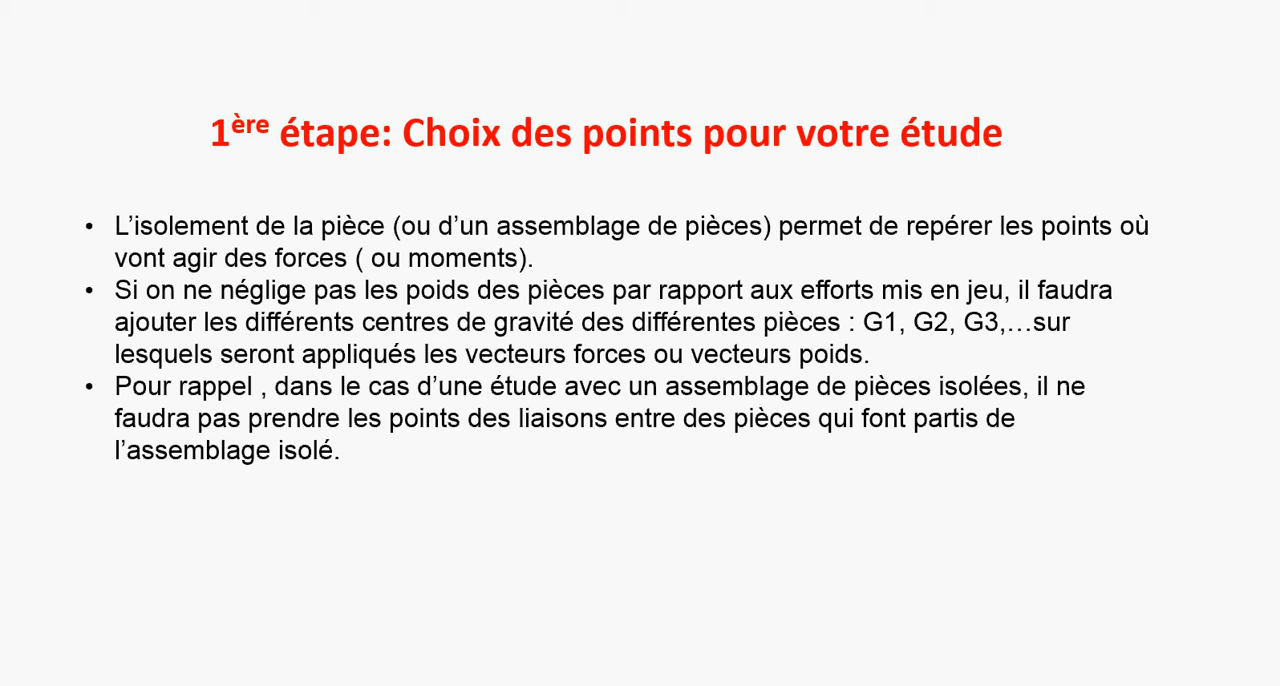 1ère étape: Choix des points pour votre étude
• L’isolement de la pièce (ou d’un assemblage de pièces) permet de repérer les points où
vont agir des forces ( ou moments).
• Si on ne néglige pas les poids des pièces par rapport aux efforts mis en jeu, il faudra
ajouter les différents centres de gravité des différentes pièces : G1, G2, G3,…sur
lesquels seront appliqués les vecteurs forces ou vecteurs poids.
• Pour rappel , dans le cas d’une étude avec un assemblage de pièces isolées, il ne
faudra pas prendre les points des liaisons entre des pièces qui font partis de
l’assemblage isolé.